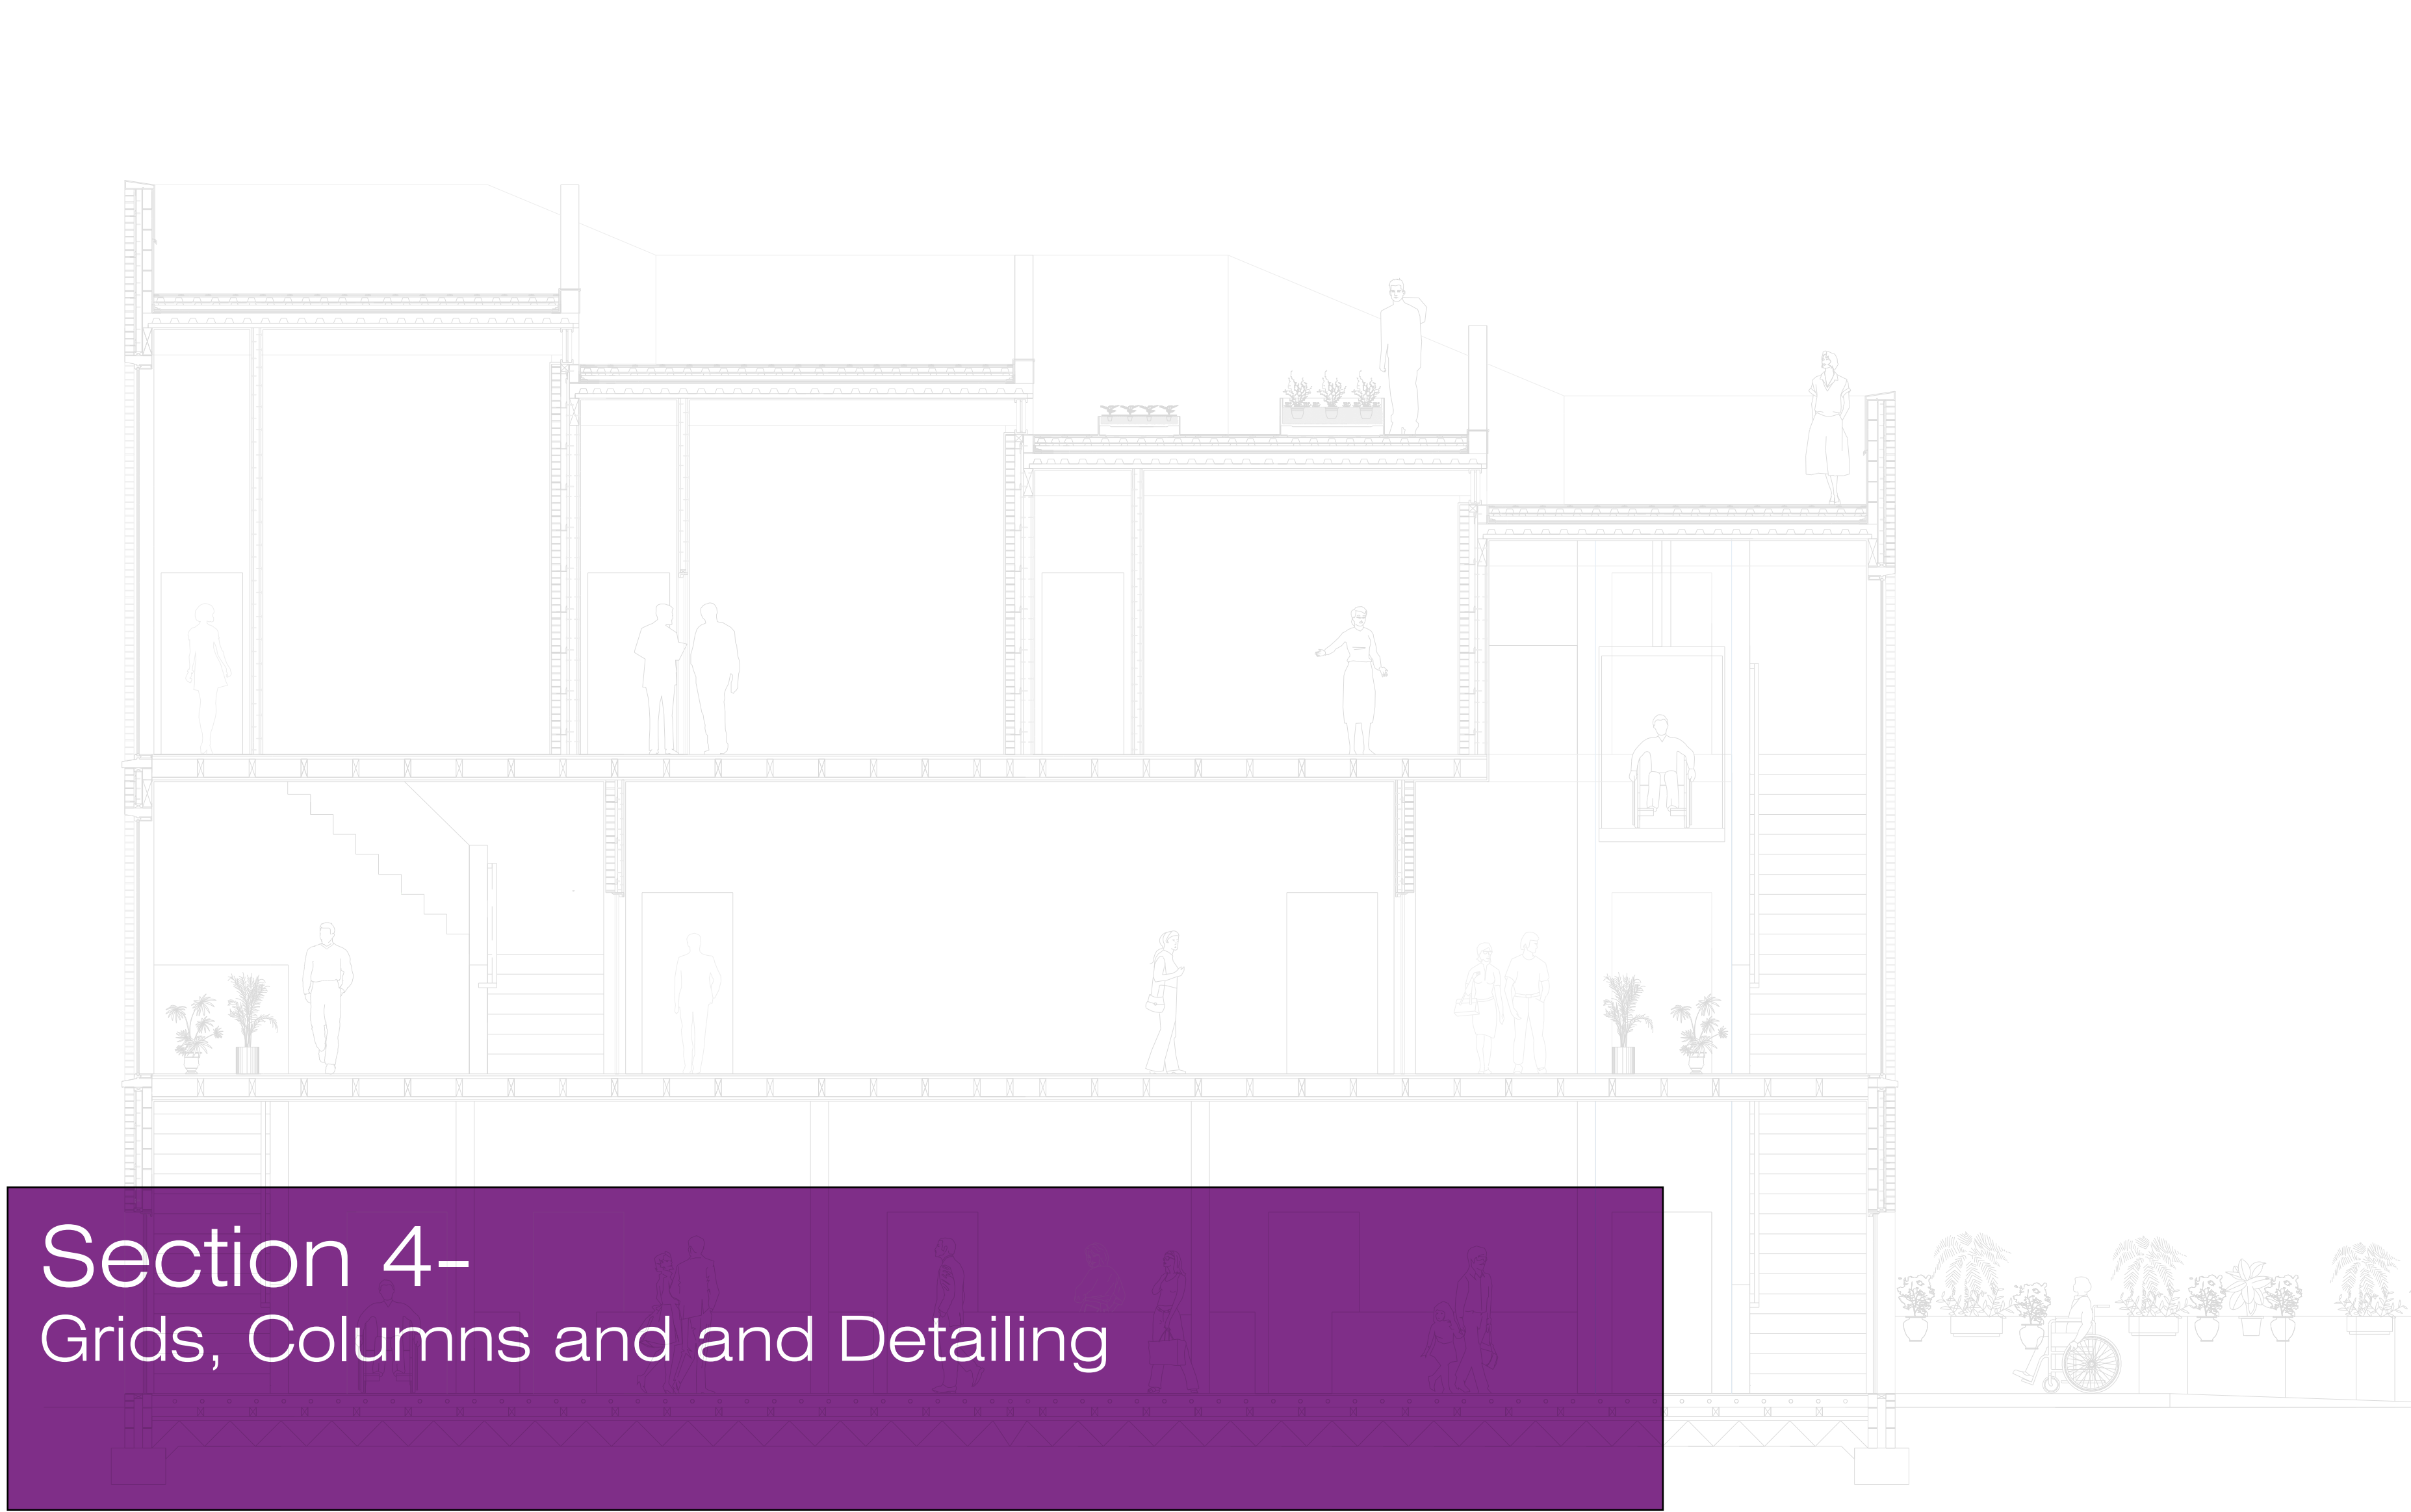 Section 4-
Grids, Columns and and Detailing